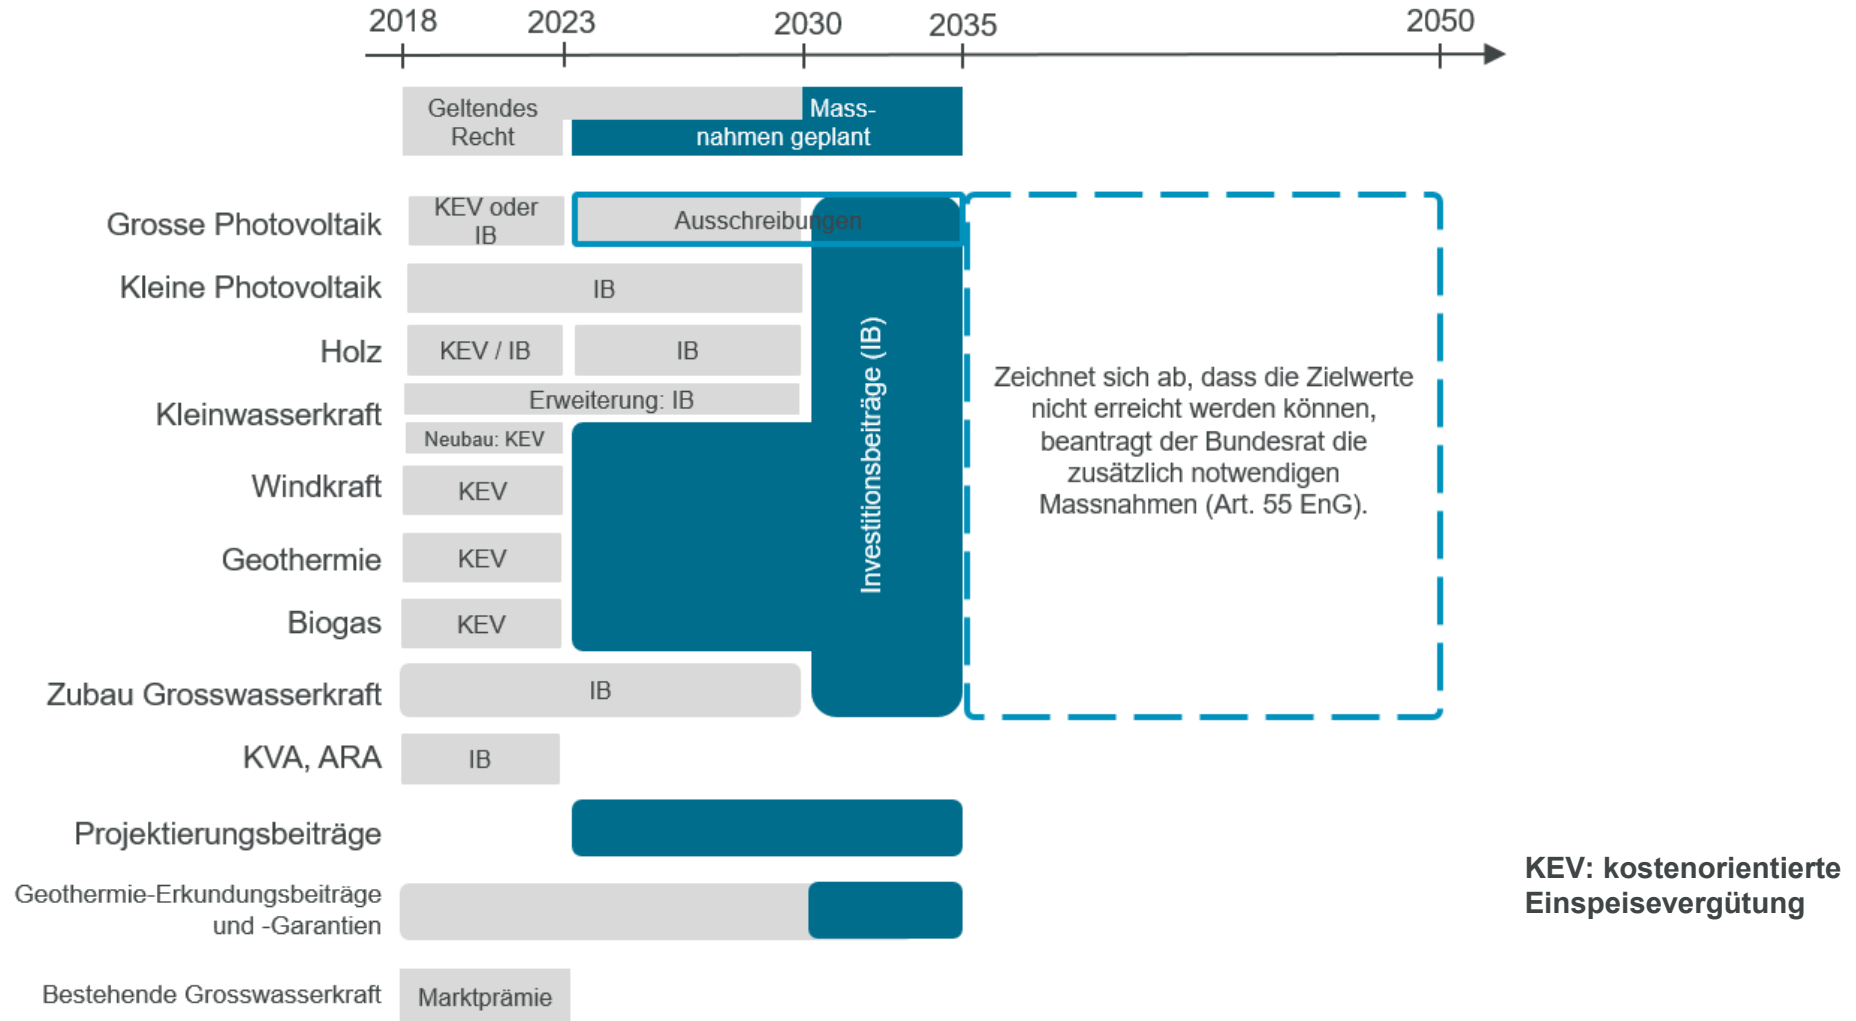 2018 2023 2030 2035 2050
Geltendes
Recht
Mass-
nahmen geplant
Grosse Photovoltaik
KEV oder
IB
Ausschreibungen
Kleine Photovoltaik
IB
Holz
KEV / IB
IB
Kleinwasserkraft
Erweiterung: IB
Neubau: KEV
Windkraft
KEV
Geothermie
KEV
Biogas
KEV
Investitionsbeiträge (IB)
Zeichnet sich ab, dass die Zielwerte
nicht erreicht werden können,
beantragt der Bundesrat die
zusätzlich notwendigen
Massnahmen (Art. 55 EnG).
Zubau Grosswasserkraft
IB
KVA, ARA
IB
Projektierungsbeiträge
Geothermie-Erkundungsbeiträge
und -Garantien
Bestehende Grosswasserkraft
Marktprämie
KEV: kostenorientierte
Einspeisevergütung